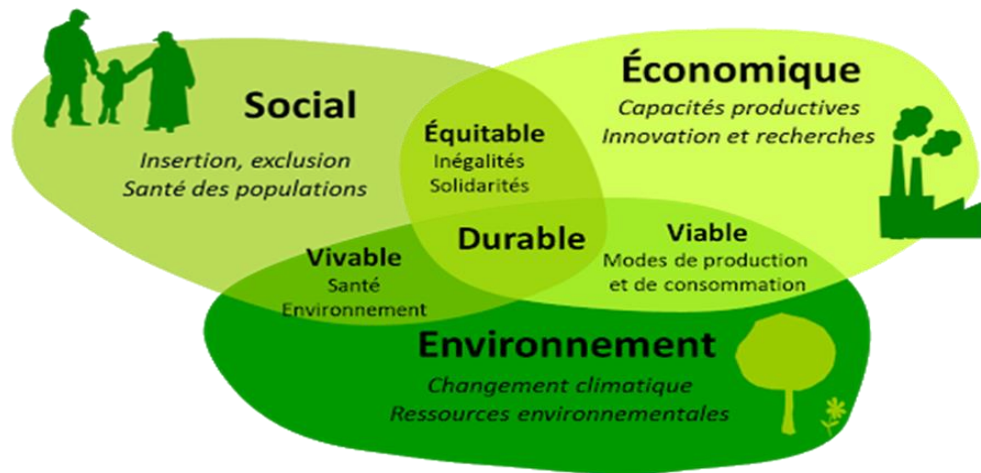 Social
Insertion, exclusion
Santé des populations
Équitable
Inégalités
Solidarités
Économique
Capacités productives
Innovation et recherches
Vivable
Santé
Environnement
Durable
Viable
Modes de production
et de consommation
Environnement
Changement climatique
Ressources environnementales